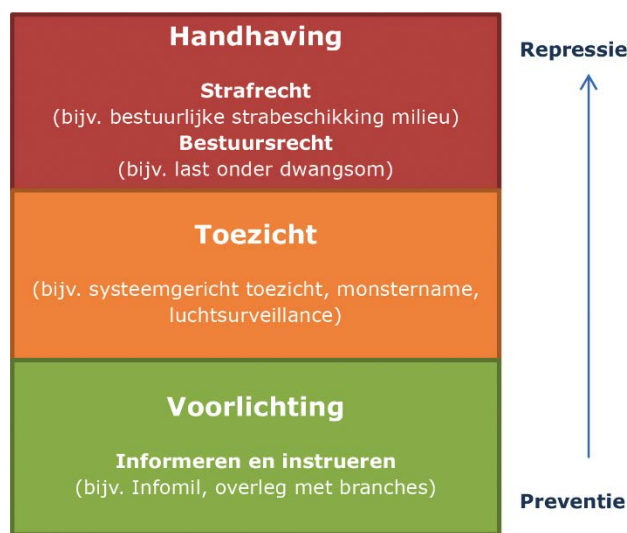 Handhaving
Strafrecht
(bijv. bestuurlijke strabeschikking milieu)
Bestuursrecht
(bijv. last onder dwangsom)
Toezicht
(bijv. systeemgericht toezicht, monstername,
luchtsurveillance)
Voorlichting
Informeren en instrueren
(bijv. Infomil, overleg met branches)
Repressie
Preventie